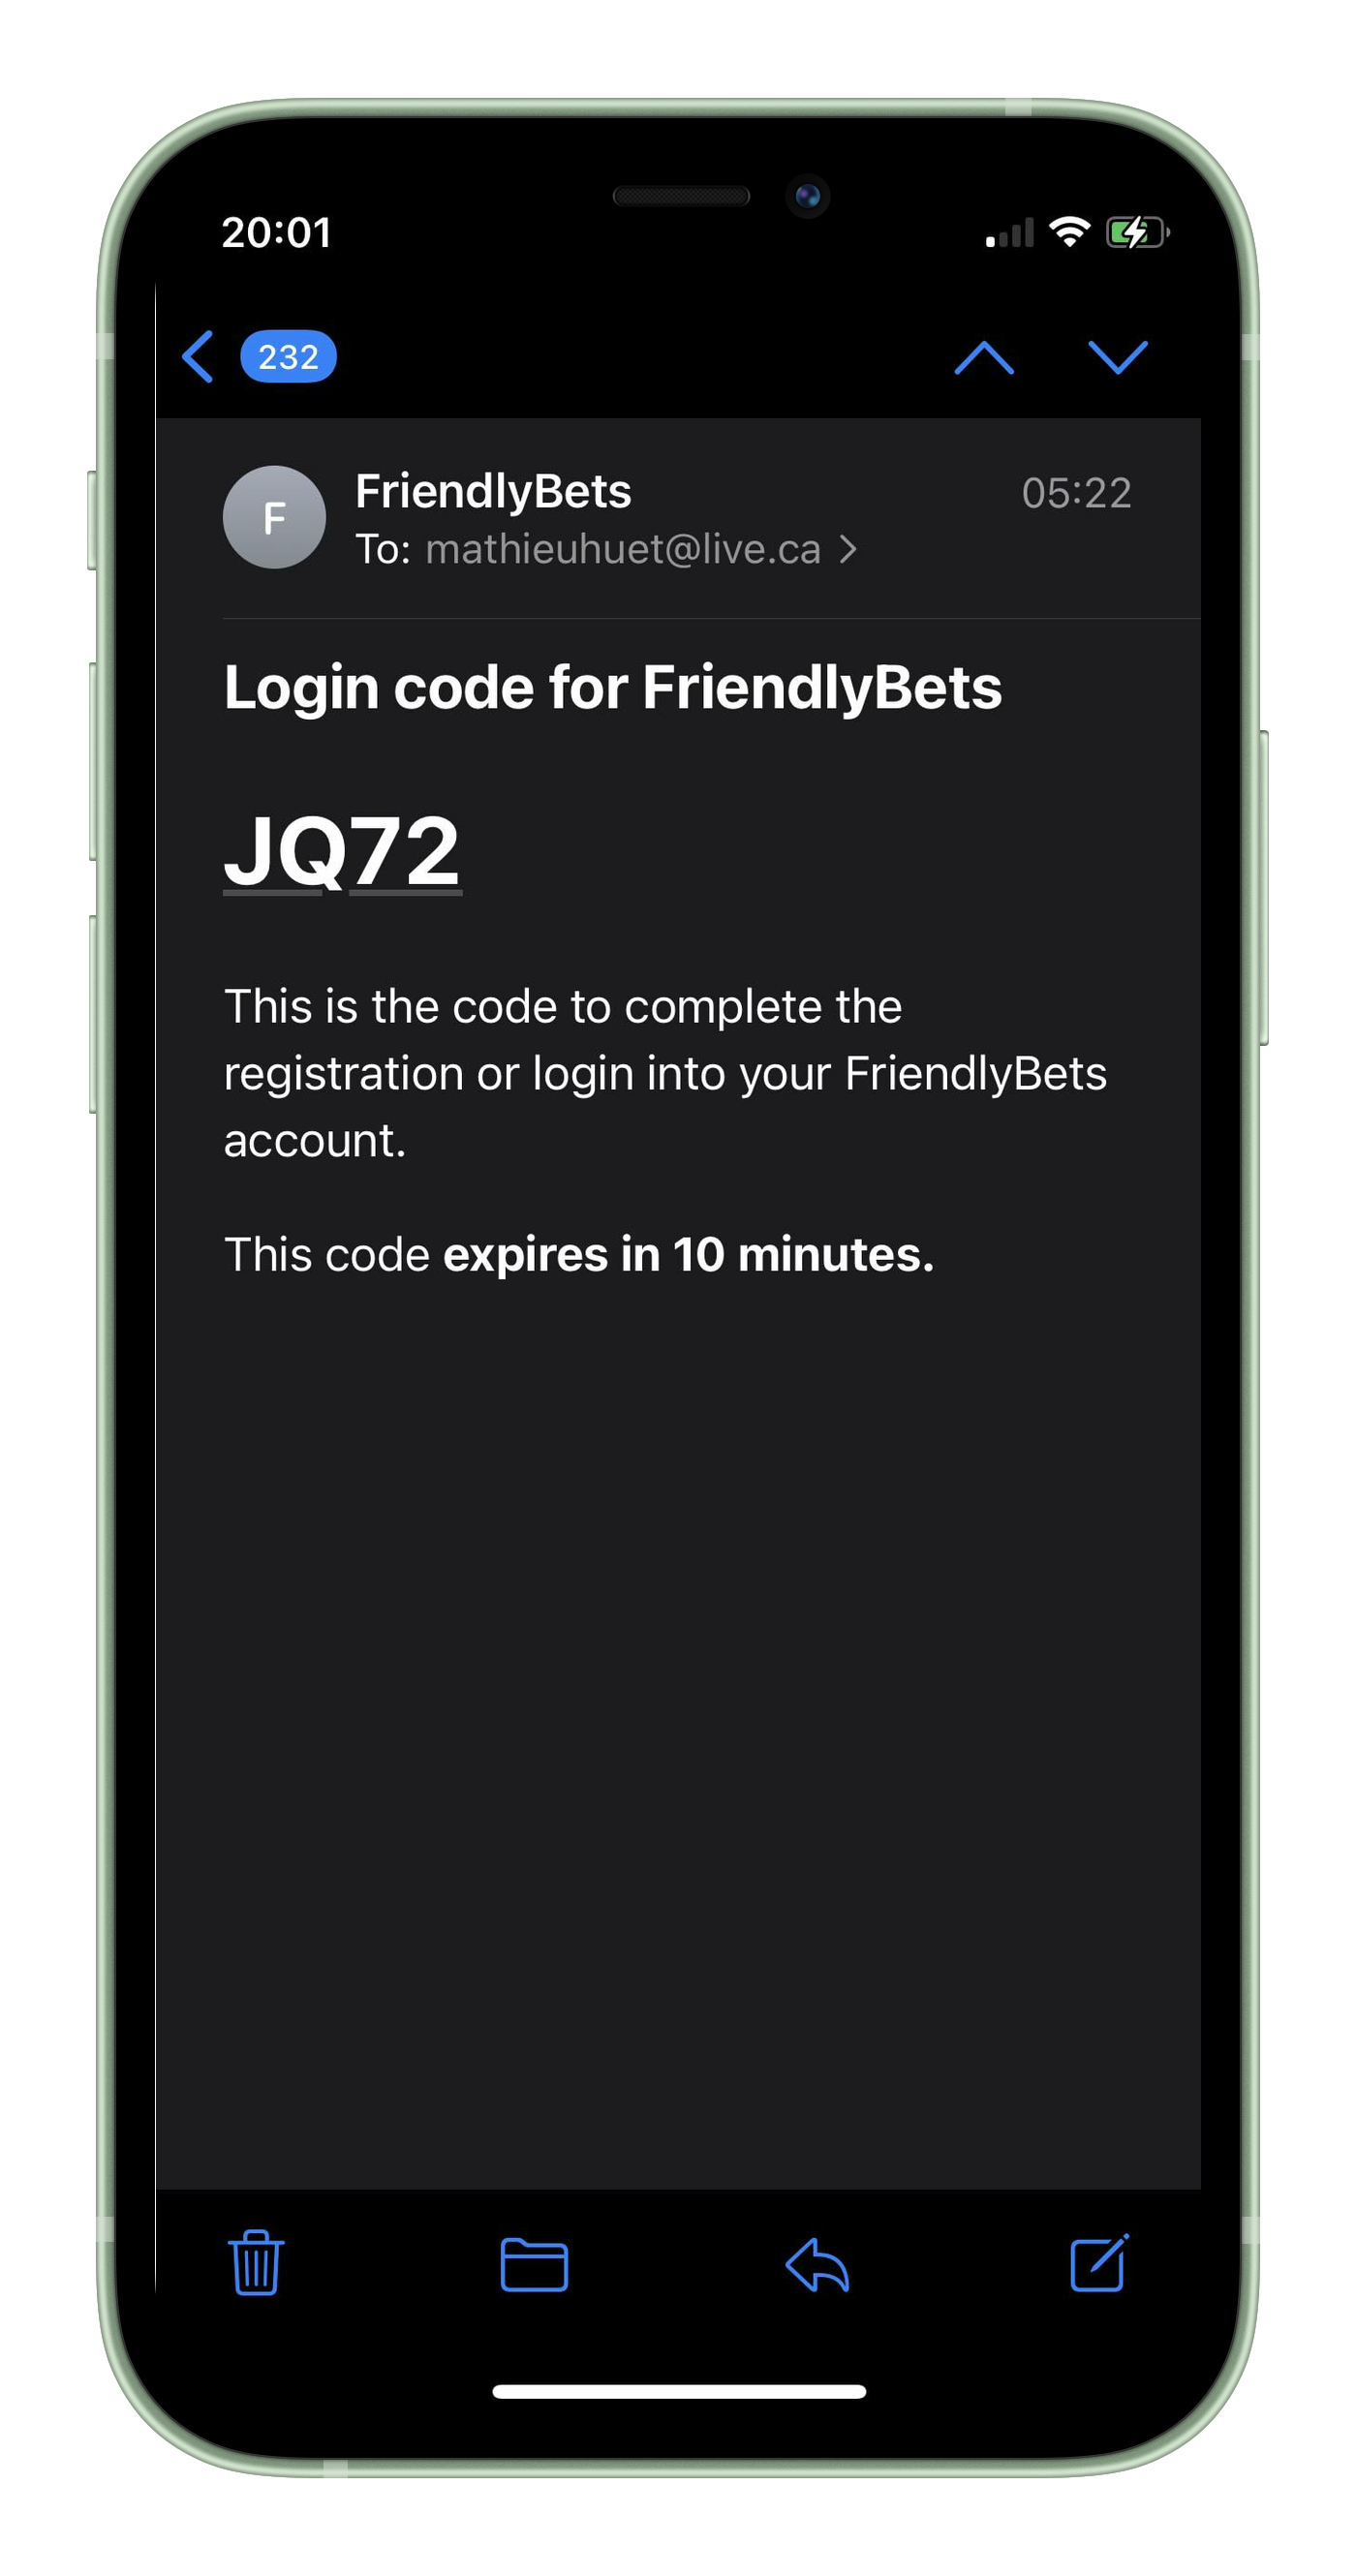 20:01
232
F
FriendlyBets
05:22
To: mathieuhuet@live.ca
Login code for FriendlyBets
JQ72
This is the code to complete the
registration or login into your FriendlyBets
account.
This code expires in 10 minutes.